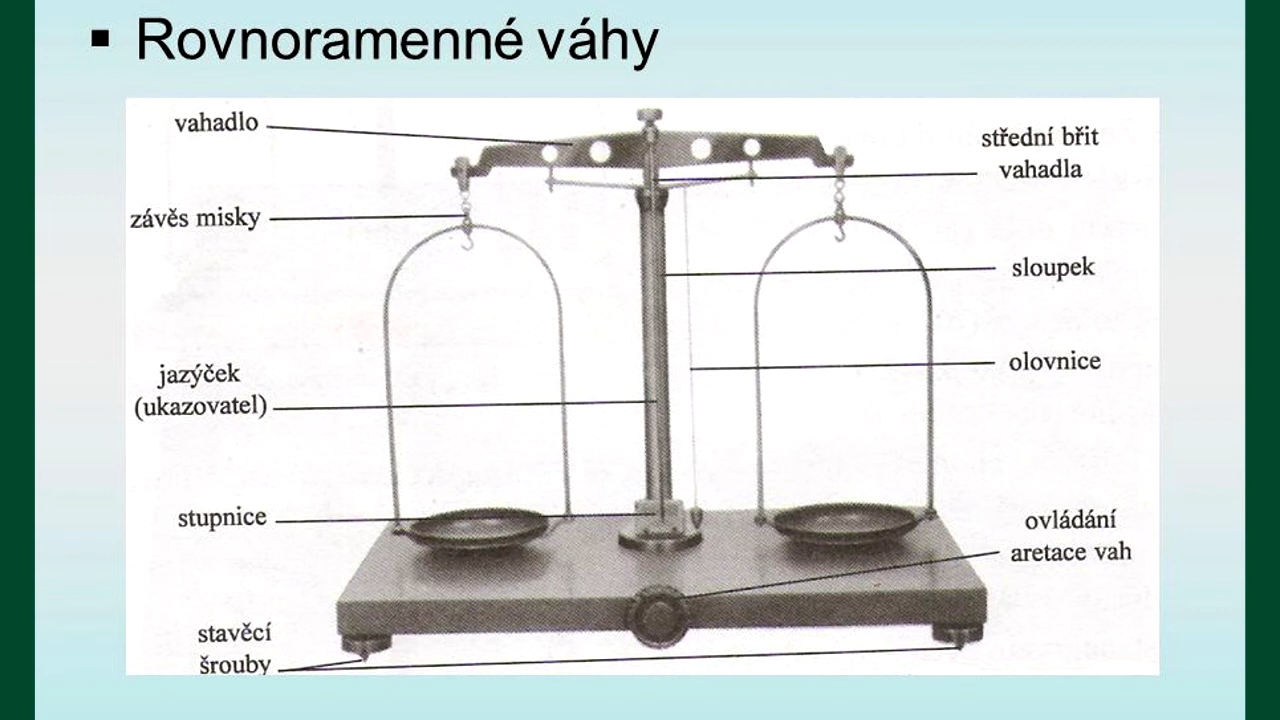 ▪ Rovnoramenné váhy
vahadlo
střední břit
vahadla
závěs misky
sloupek
jazýček
(ukazovatel)
olovnice
stupnice
ovládání
aretace vah
stavěcí
šrouby